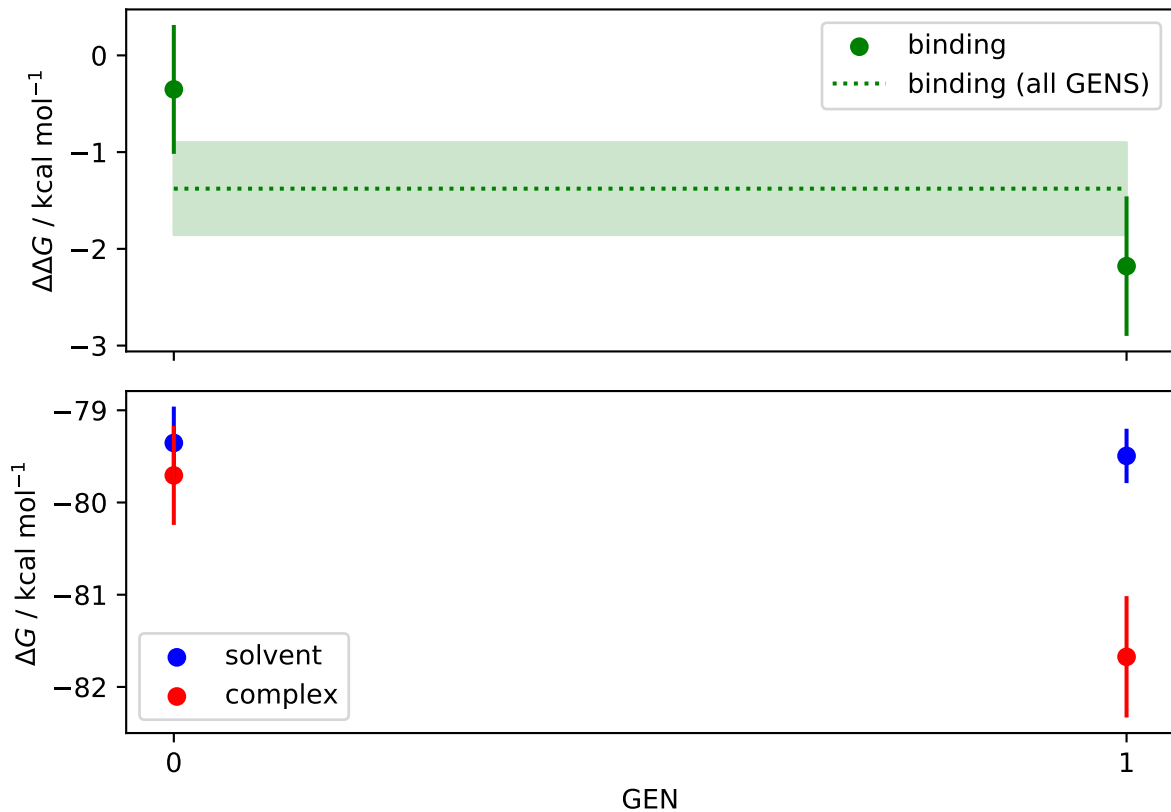 0
−1
−2
−3
ΔΔG / kcal mol⁻¹
binding
binding (all GENS)
−79
−80
−81
−82
ΔG / kcal mol⁻¹
solvent
complex
0
1
GEN